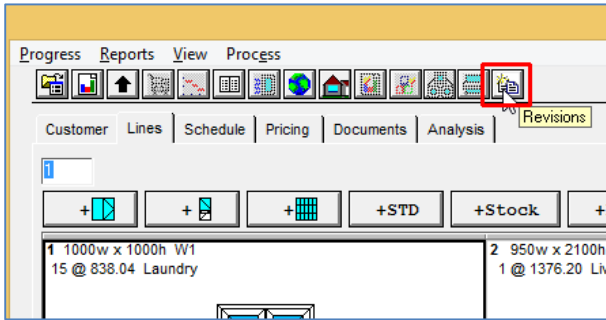 Progress Reports View Process
Revisions
Customer Lines Schedule Pricing Documents Analysis
1
+ + + +STD +Stock +
1 1000w x 1000h W1 2 950w x 2100h
15 @ 838.04 Laundry 1 @ 1376.20